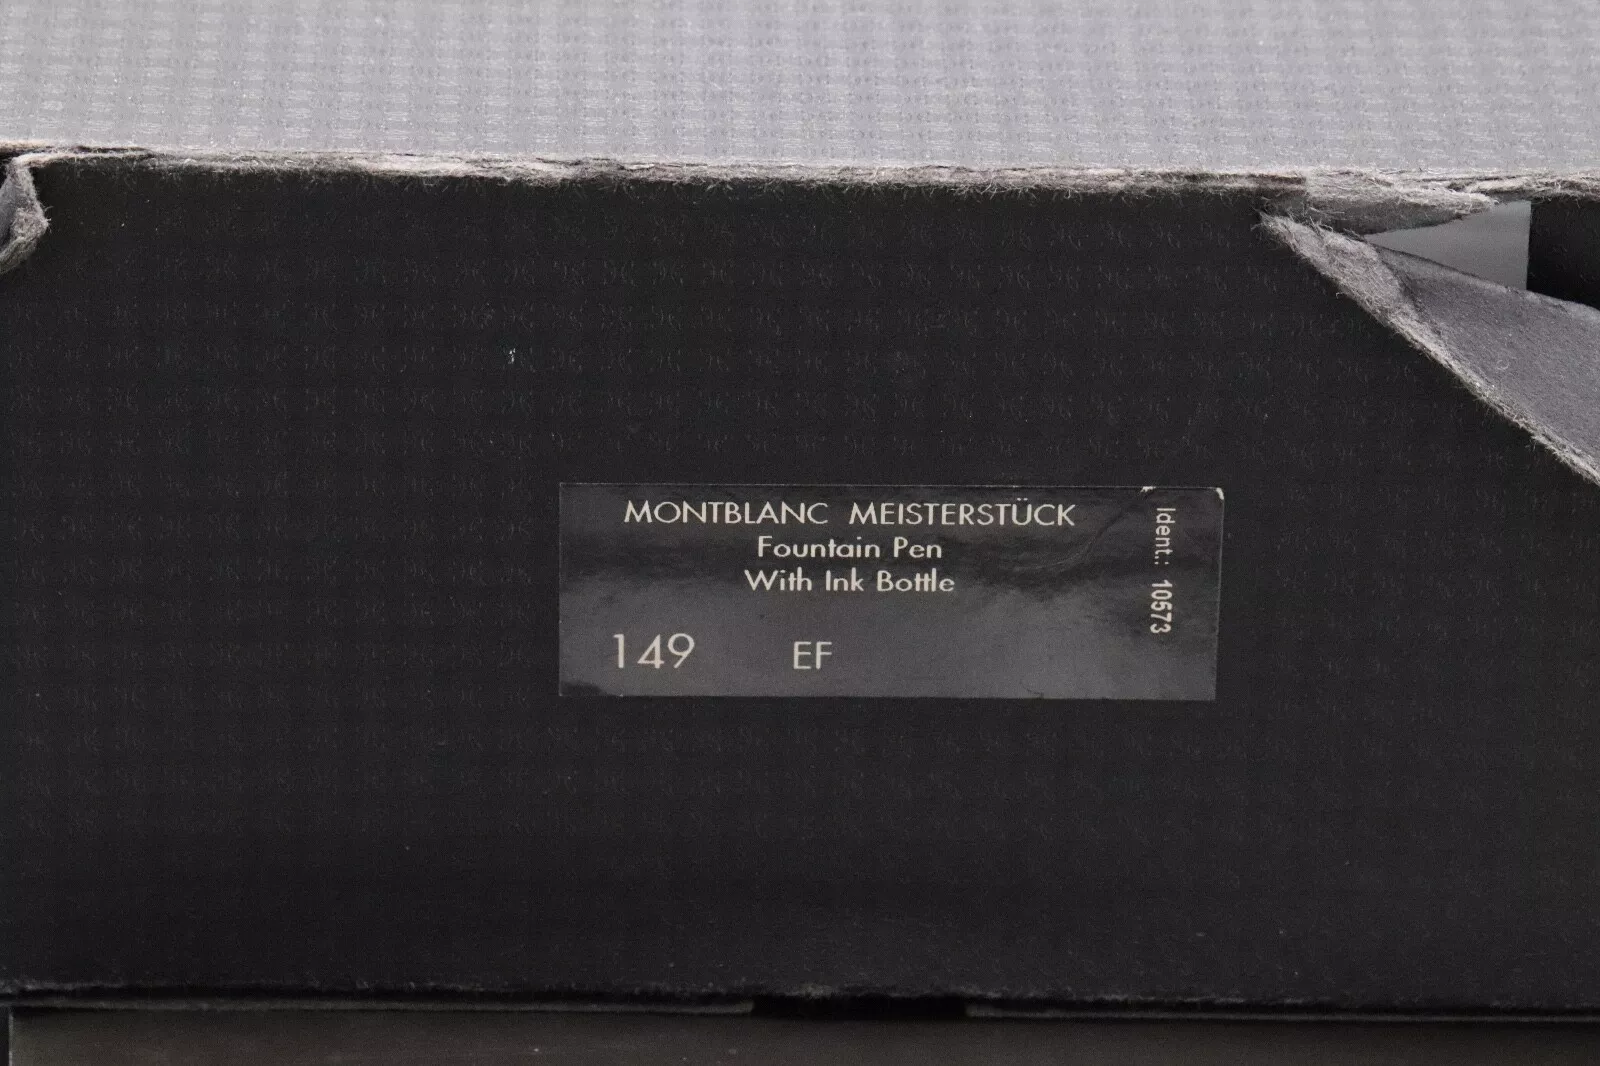 MONTBLANC MEISTERSTÜCK
Fountain Pen
With Ink Bottle
149 EF
Ident.: 10573